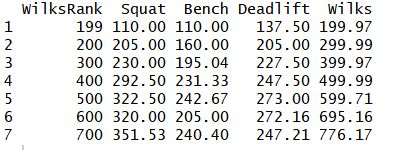 WilksRank Squat Bench Deadlift Wilks
1 199 110.00 110.00 137.50 199.97
2 200 205.00 160.00 205.00 299.99
3 300 230.00 195.04 227.50 399.97
4 400 292.50 231.33 247.50 499.99
5 500 322.50 242.67 273.00 599.71
6 600 320.00 205.00 272.16 695.16
7 700 351.53 240.40 247.21 776.17